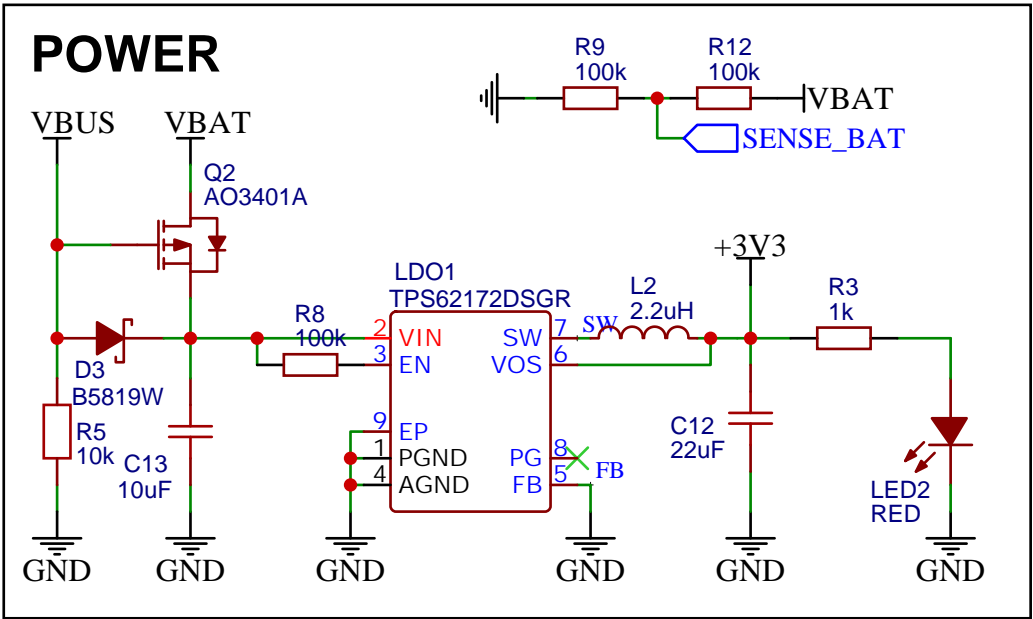 POWER
R9
100k
R12
100k
VBAT
SENSE_BAT
VBUS
VBAT
Q2
AO3401A
+3V3
LDO1
TPS62172DSGR
L2
2.2uH
R3
1k
R8
100k
SW
2 VIN
SW 7
3 EN
VOS 6
D3
B5819W
9 EP
R5
10k
C12
22uF
1 PGND
PG 8
C13
10uF
4 AGND
FB 5
FB
LED2
RED
GND
GND
GND
GND
GND
GND